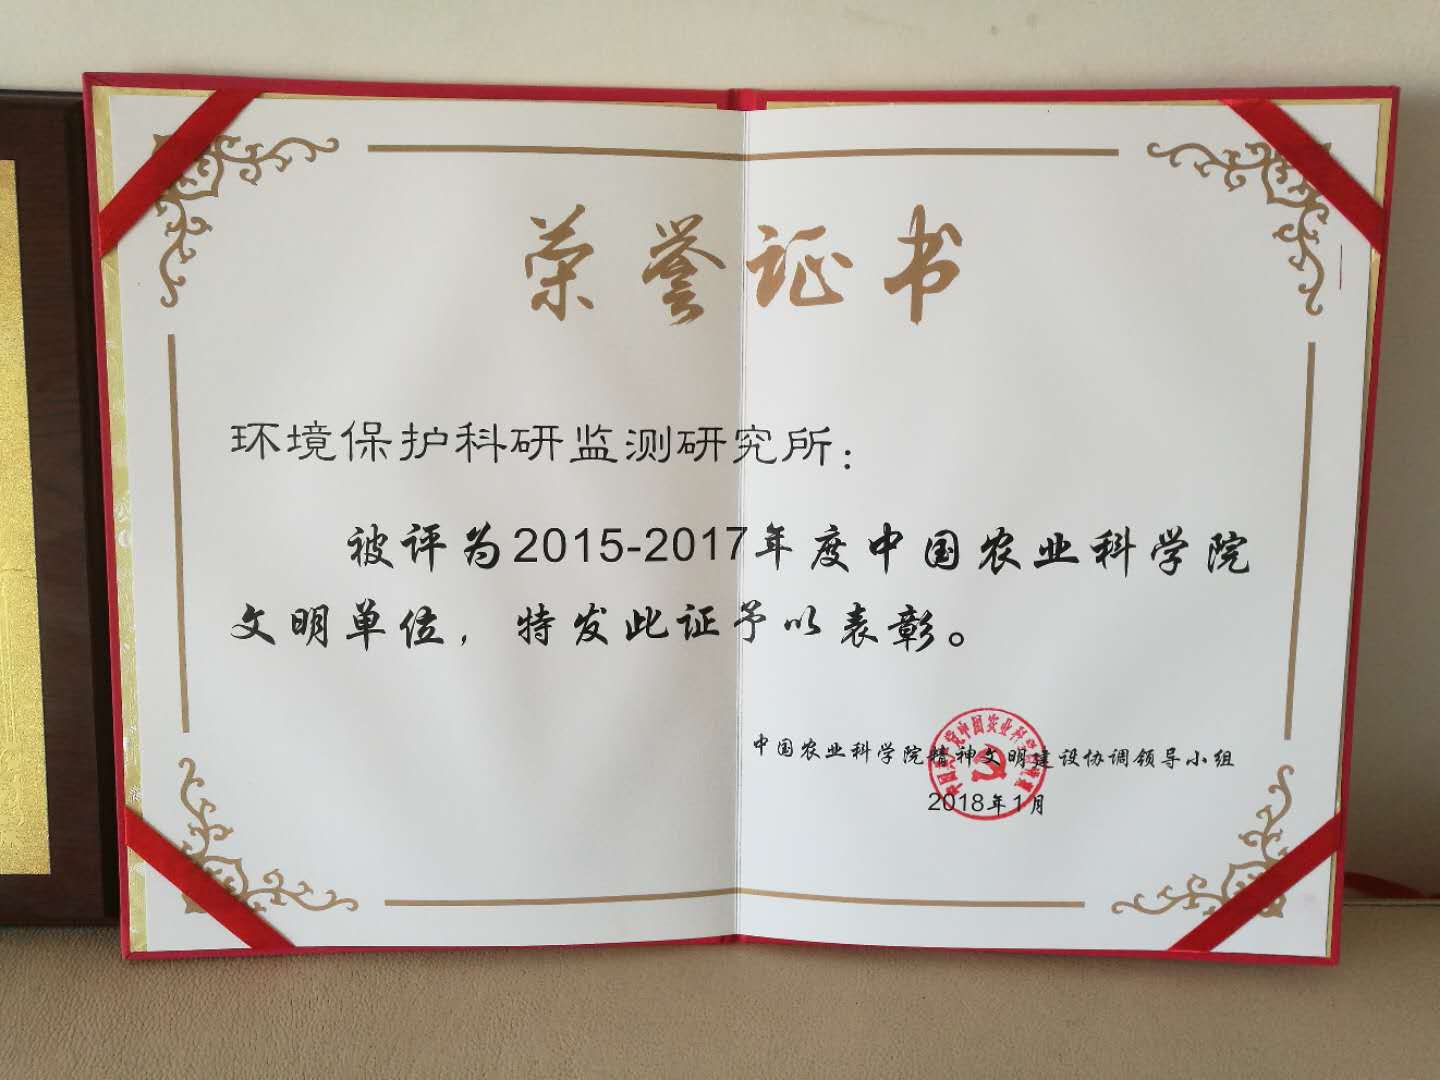 荣誉证书
环境保护科研监测研究所：
被评为2015-2017年度中国农业科学院
文明单位，特发此证予以表彰。
中国农业科学院精神文明建设协调领导小组
2018年1月